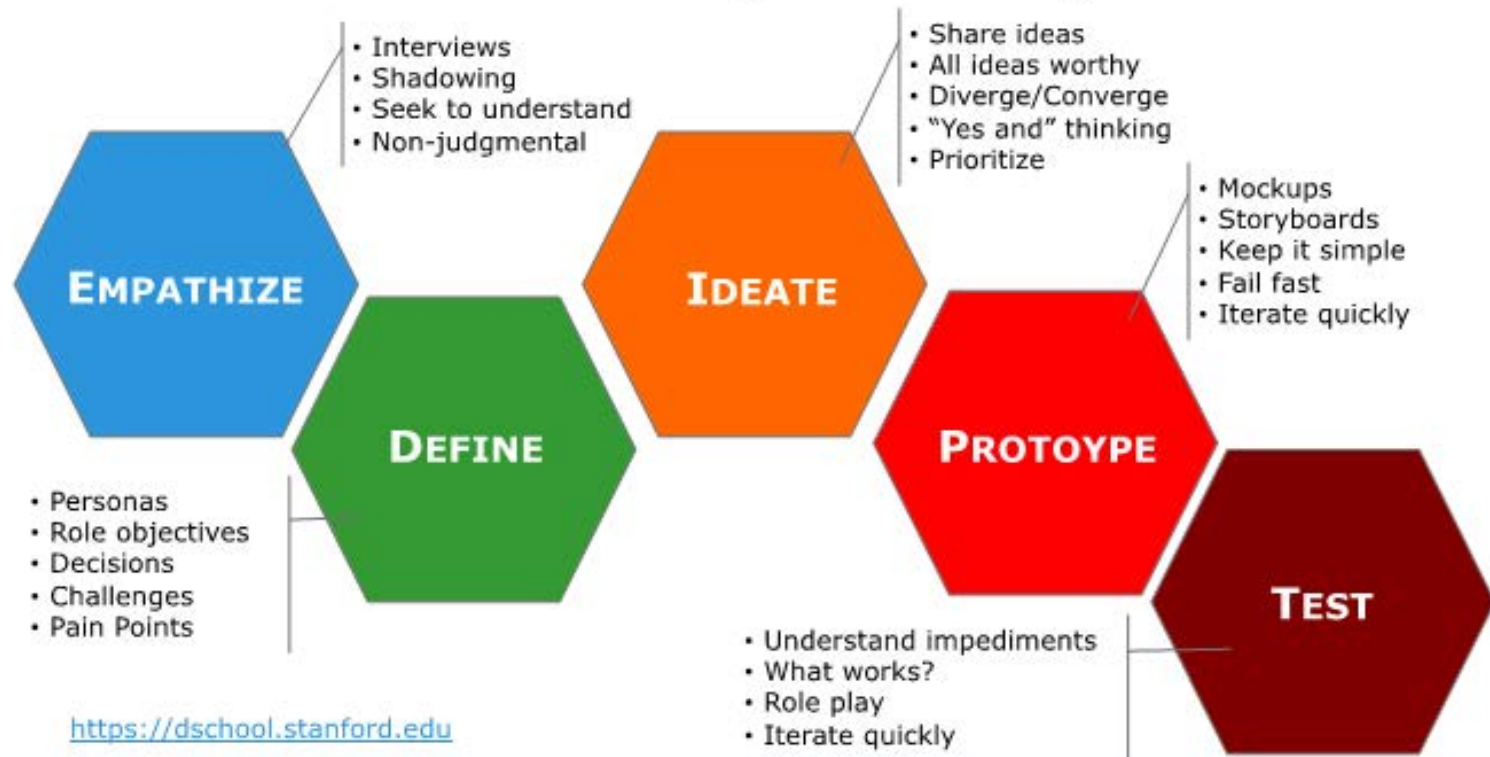 EMPATHIZE
• Interviews
• Shadowing
• Seek to understand
• Non-judgmental
DEFINE
• Personas
• Role objectives
• Decisions
• Challenges
• Pain Points
IDEATE
• Share ideas
• All ideas worthy
• Diverge/Converge
• “Yes and” thinking
• Prioritize
PROTOYPE
• Mockups
• Storyboards
• Keep it simple
• Fail fast
• Iterate quickly
TEST
• Understand impediments
• What works?
• Role play
• Iterate quickly
https://dschool.stanford.edu